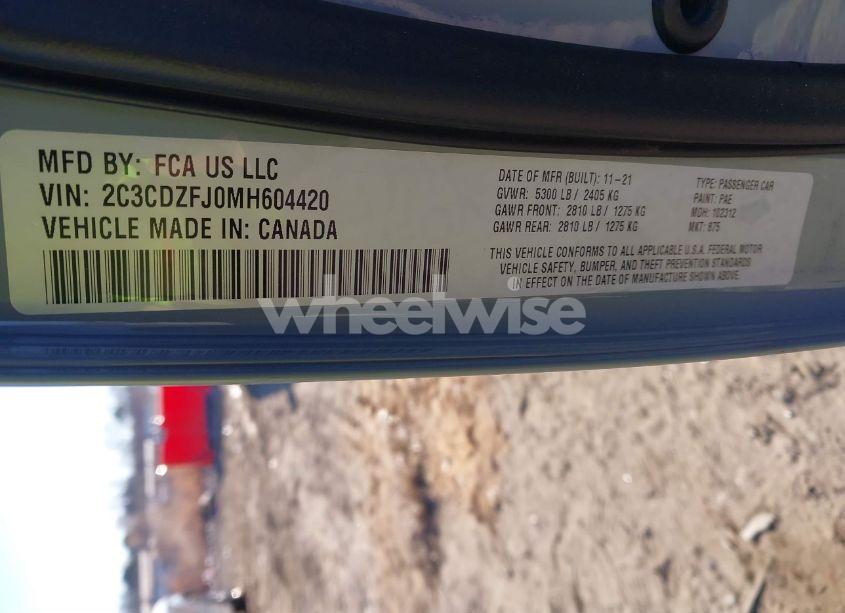 MFD BY: FCA US LLC
VIN: 2C3CDZFJ0MH604420
VEHICLE MADE IN: CANADA
DATE OF MFR (BUILT): 11-21
GVWR: 5300 LB / 2405 KG
GAWR FRONT: 2810 LB / 1275 KG
GAWR REAR: 2810 LB / 1275 KG
TYPE: PASSENGER CAR
PAINT: PAE
MDH: 102312
MKT: 875
THIS VEHICLE CONFORMS TO ALL APPLICABLE U.S.A. FEDERAL MOTOR
VEHICLE SAFETY, BUMPER, AND THEFT PREVENTION STANDARDS
IN EFFECT ON THE DATE OF MANUFACTURE SHOWN ABOVE.
wheelwise